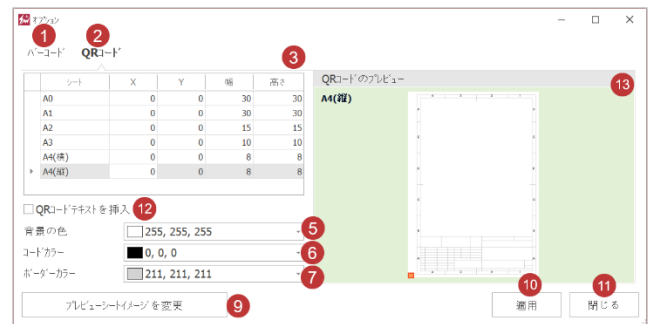 オプション
1 2 3
バーコード QRコード
シート X Y 幅 高さ
A0 0 0 30 30
A1 0 0 30 30
A2 0 0 15 15
A3 0 0 10 10
A4(横) 0 0 8 8
A4(縦) 0 0 8 8
QRコードテキストを挿入 12
背景の色 255, 255, 255 5
コードカラー 0, 0, 0 6
ボーダーカラー 211, 211, 211 7
プレビューシートイメージを変更 9
QRコードのプレビュー 13
A4(縦)
10 11
適用 閉じる